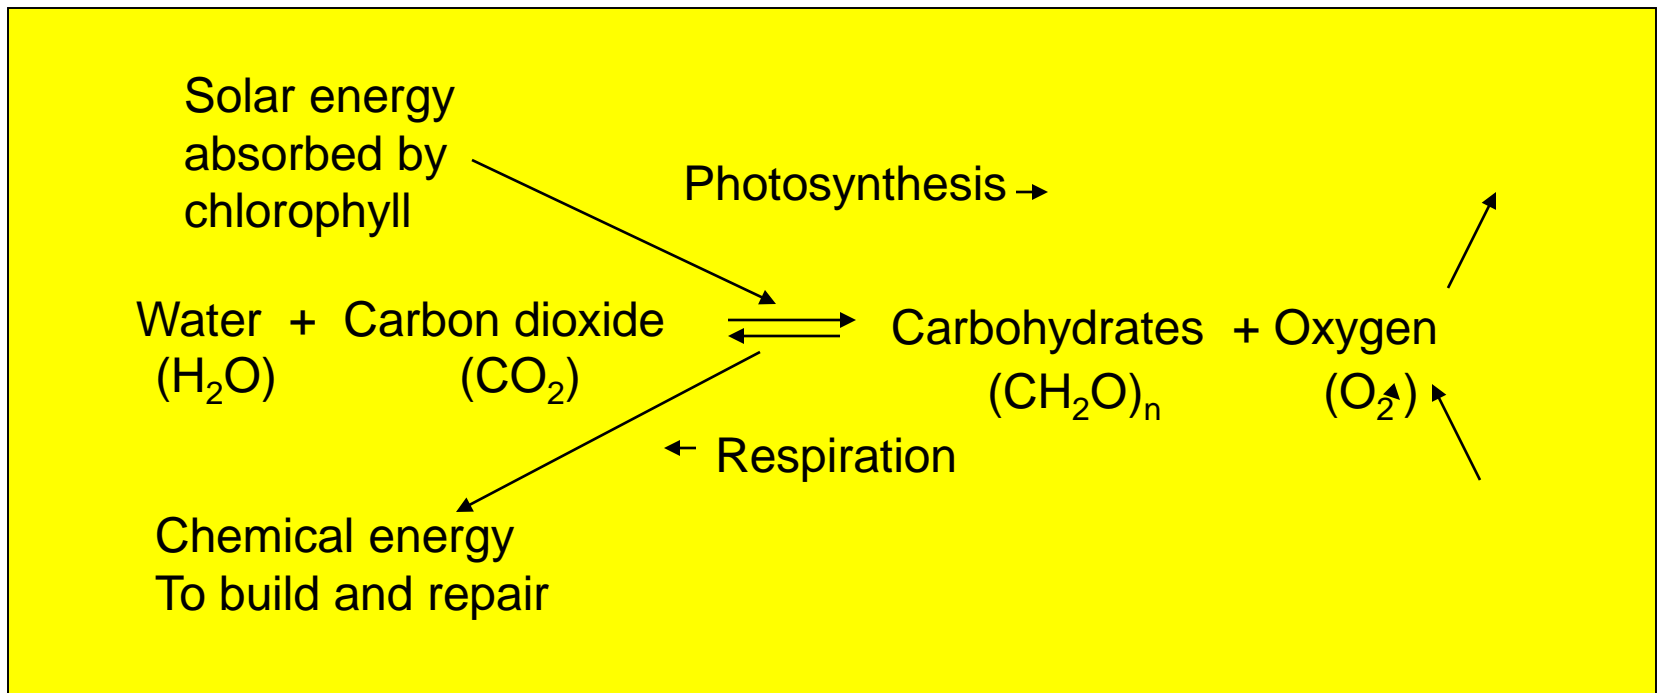 Solar energy
absorbed by
chlorophyll
Photosynthesis
Water + Carbon dioxide
(H₂O) (CO₂)
Carbohydrates + Oxygen
(CH₂O)ₙ (O₂)
Respiration
Chemical energy
To build and repair